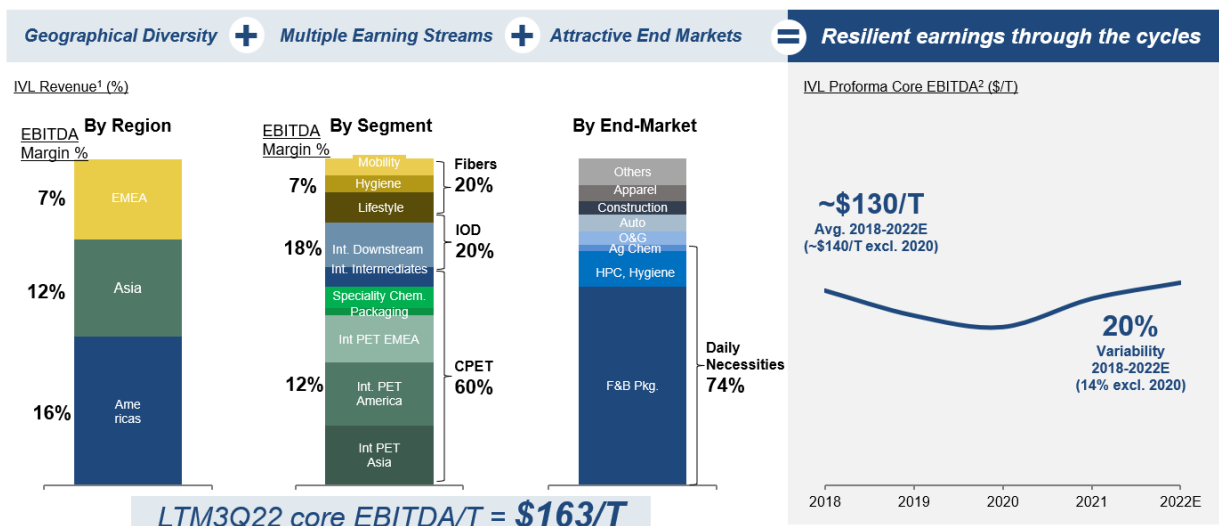 Geographical Diversity + Multiple Earning Streams + Attractive End Markets = Resilient earnings through the cycles
IVL Revenue¹ (%)
By Region
EBITDA
Margin %
EMEA
7%
Asia
12%
Ame
ricas
16%
By Segment
EBITDA
Margin %
Mobility
Hygiene
Lifestyle
7%
Fibers
20%
Int. Downstream
18%
IOD
20%
Int. Intermediates
Speciality Chem.
Packaging
Int PET EMEA
Int. PET
America
12%
CPET
60%
Int PET
Asia
By End-Market
Others
Apparel
Construction
Auto
O&G
Ag Chem
HPC, Hygiene
F&B Pkg.
Daily
Necessities
74%
LTM3Q22 core EBITDA/T = $163/T
IVL Proforma Core EBITDA² ($/T)
~$130/T
Avg. 2018-2022E
(~$140/T excl. 2020)
20%
Variability
2018-2022E
(14% excl. 2020)
2018 2019 2020 2021 2022E